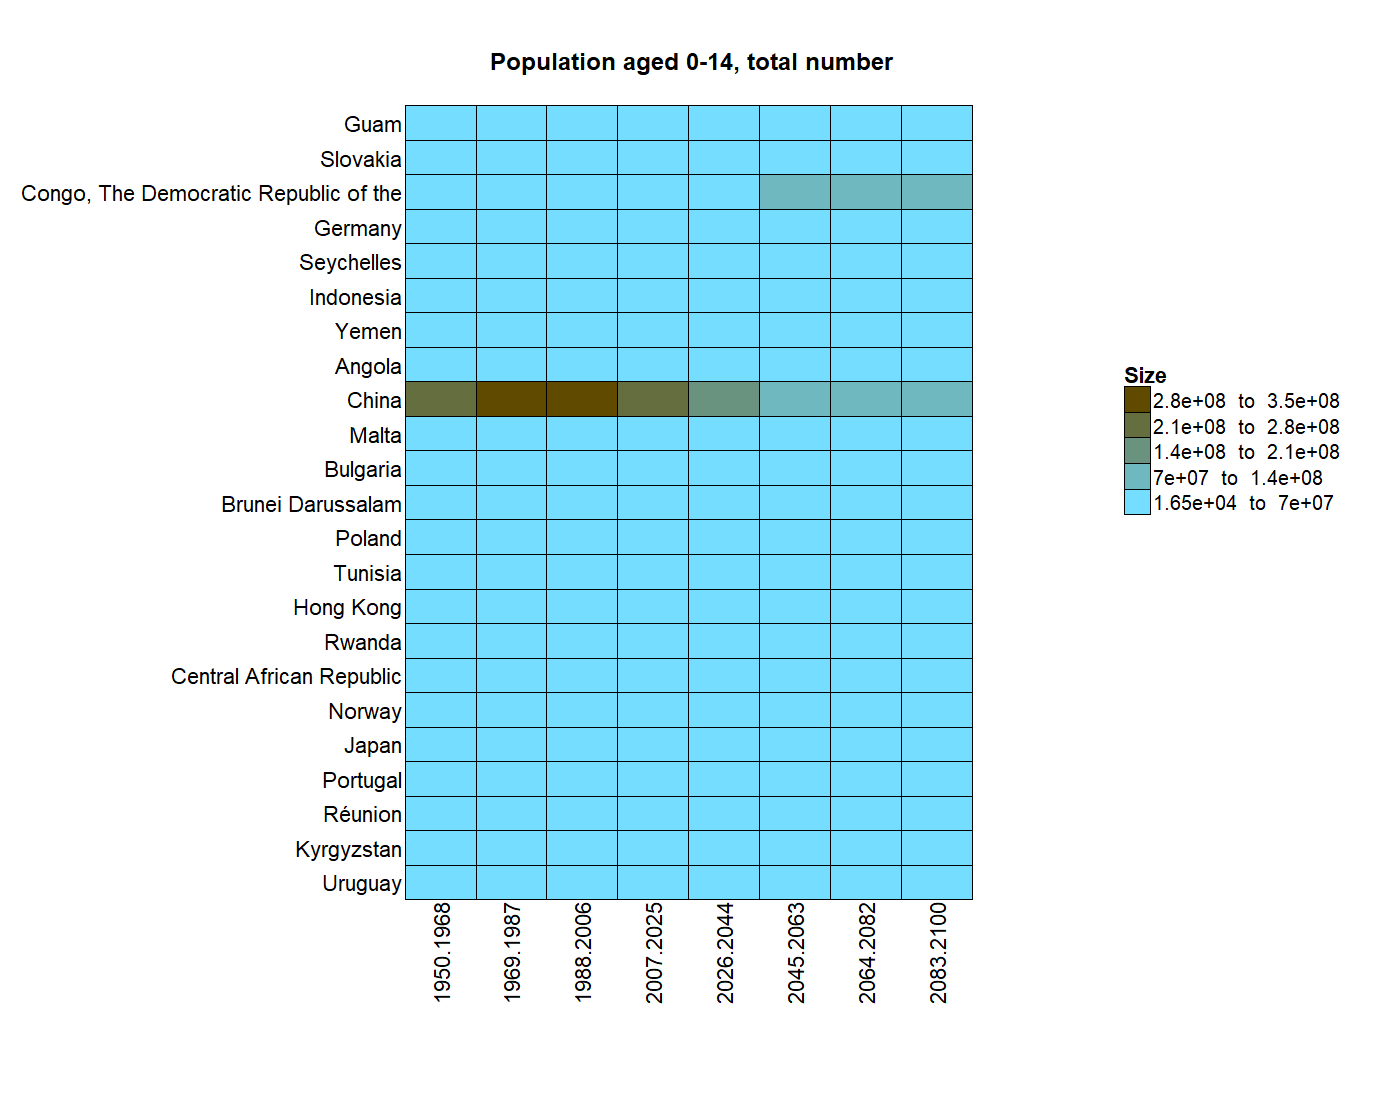 Population aged 0-14, total number
Guam
Slovakia
Congo, The Democratic Republic of the
Germany
Seychelles
Indonesia
Yemen
Angola
China
Malta
Bulgaria
Brunei Darussalam
Poland
Tunisia
Hong Kong
Rwanda
Central African Republic
Norway
Japan
Portugal
Réunion
Kyrgyzstan
Uruguay
1950.1968
1969.1987
1988.2006
2007.2025
2026.2044
2045.2063
2064.2082
2083.2100
Size
2.8e+08 to 3.5e+08
2.1e+08 to 2.8e+08
1.4e+08 to 2.1e+08
7e+07 to 1.4e+08
1.65e+04 to 7e+07